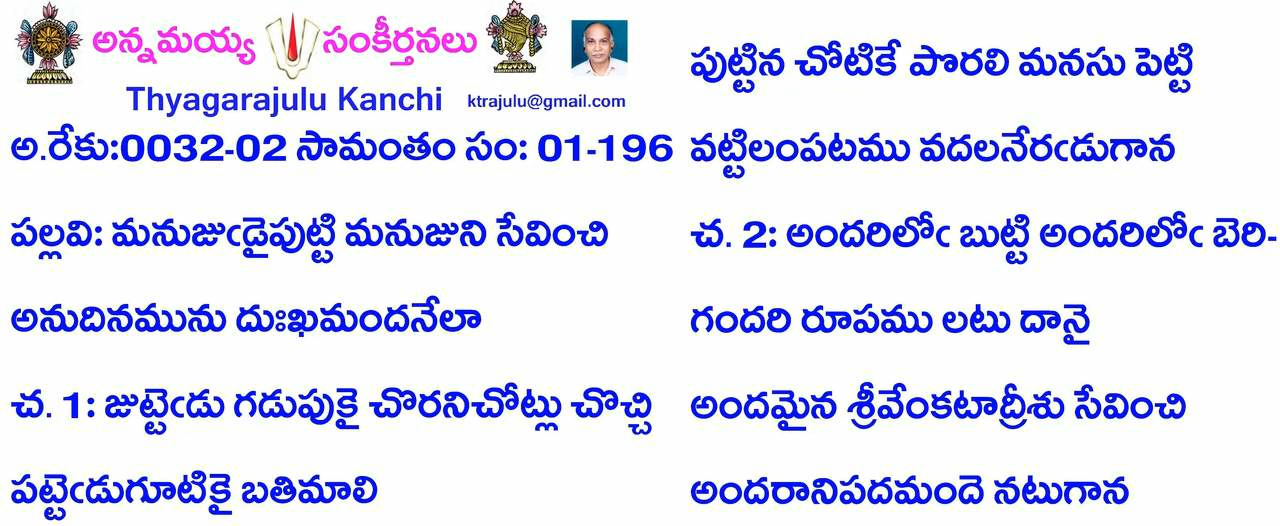 అన్నమయ్య సంకీర్తనలు
Thyagarajulu Kanchi ktrajulu@gmail.com
అ.రేకు:0032-02 సామంతం సం: 01-196
పల్లవి: మనుజుఁడైపుట్టి మనుజుని సేవించి
అనుదినమును దుఃఖమందనేలా
చ. 1: జుట్టెఁడు గడుపుకై చొరనిచోట్లు చొచ్చి
పట్టెఁడుగూటికై బతిమాలి
పుట్టిన చోటికే పొరలి మనసు పెట్టి
వట్టిలంపటము వదలనేరఁడుగాన
చ. 2: అందరిలోఁ బుట్టి అందరిలోఁ బెరి-
గందరి రూపము లటు దానై
అందమైన శ్రీవేంకటాద్రీశు సేవించి
అందరానిపదమందె నటుగాన